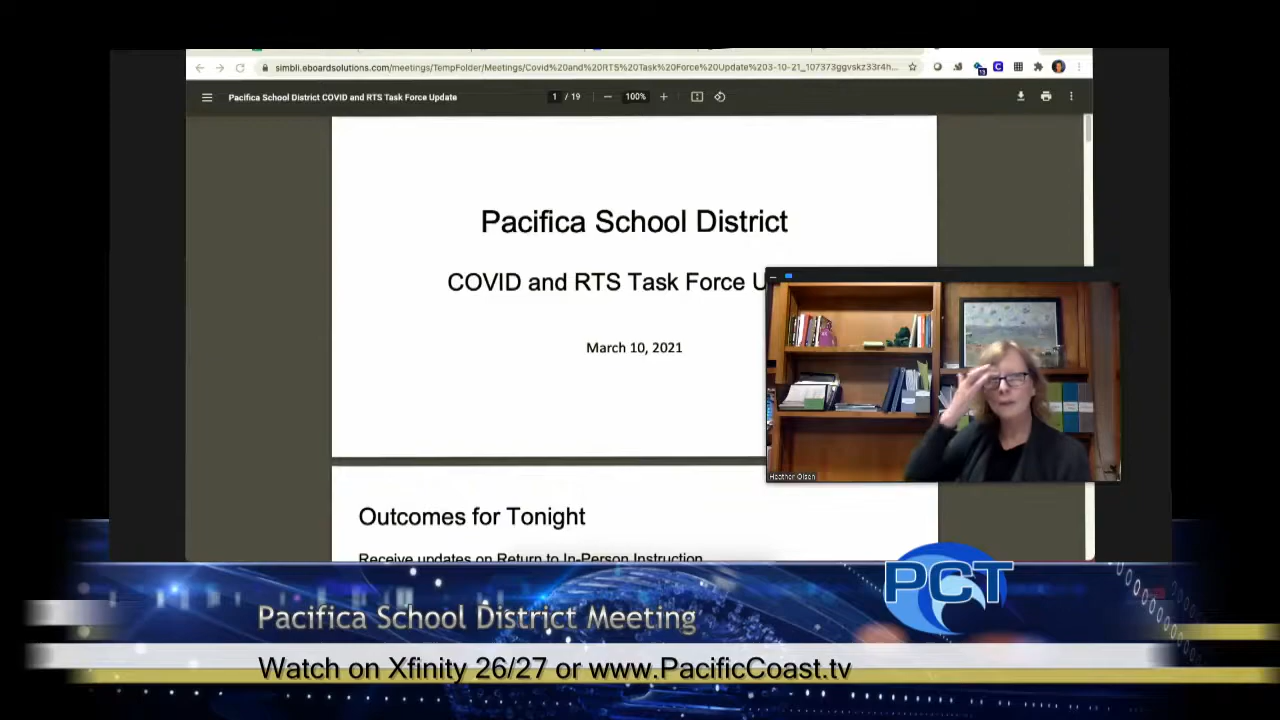 simbli.eboardsolutions.com/meetings/TempFolder/Meetings/Covid%20and%20RTS%20Task%20Force%20Update%203-10-21_107373ggvskz33r4h...
Pacifica School District COVID and RTS Task Force Update
1 / 19
100%
Pacifica School District
COVID and RTS Task Force U
March 10, 2021
Heather Olsen
Outcomes for Tonight
Receive updates on Return to In-Person Instruction
PCT
Pacifica School District Meeting
Watch on Xfinity 26/27 or www.PacificCoast.tv